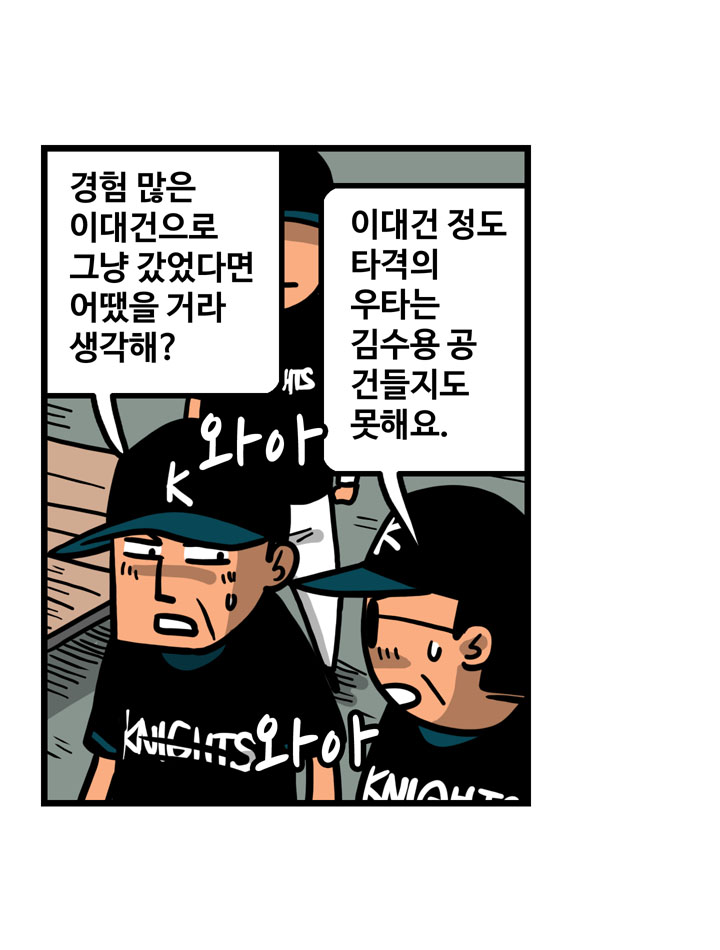 경험 많은
이대건으로
그냥 갔었다면
어땠을 거라
생각해?
이대건 정도
타격의
우타는
김수용 공
건들지도
못해요.
HTS
와아
K
K
KNIGHTS
와아
KNIGHTS